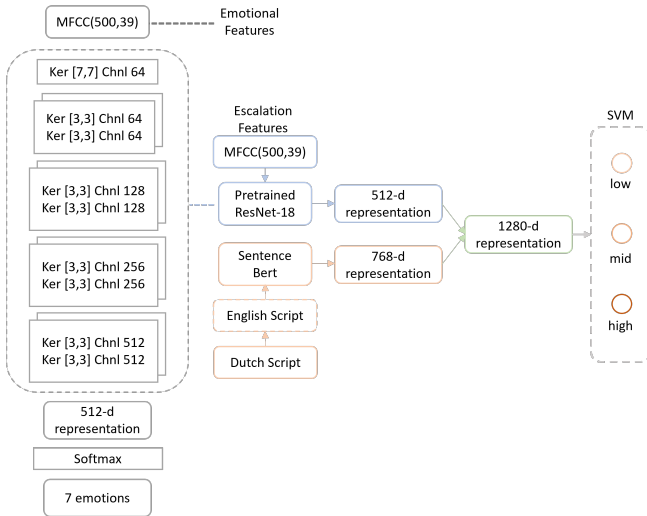 MFCC(500,39)
Emotional
Features
Ker [7,7] Chnl 64
Ker [3,3] Chnl 64
Ker [3,3] Chnl 64
Ker [3,3] Chnl 128
Ker [3,3] Chnl 128
Ker [3,3] Chnl 256
Ker [3,3] Chnl 256
Ker [3,3] Chnl 512
Ker [3,3] Chnl 512
512-d
representation
Softmax
7 emotions
Escalation
Features
MFCC(500,39)
Pretrained
ResNet-18
512-d
representation
Sentence
Bert
768-d
representation
English Script
Dutch Script
1280-d
representation
SVM
low
mid
high